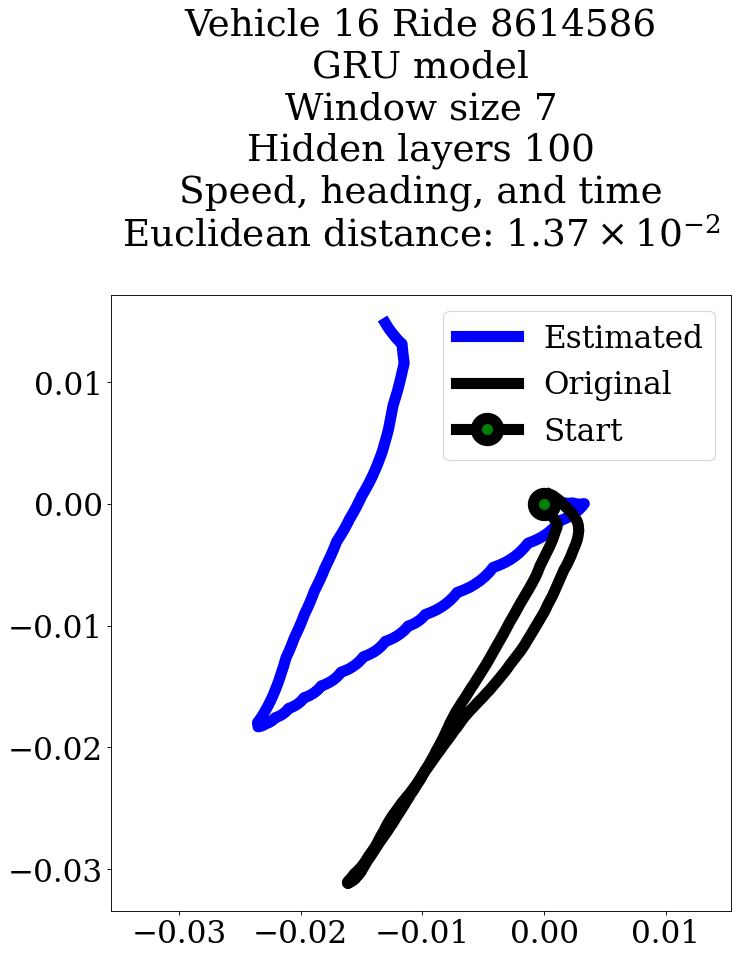 Vehicle 16 Ride 8614586
GRU model
Window size 7
Hidden layers 100
Speed, heading, and time
Euclidean distance: 1.37 × 10⁻²
Estimated
Original
Start
0.01
0.00
−0.01
−0.02
−0.03
−0.03
−0.02
−0.01
0.00
0.01